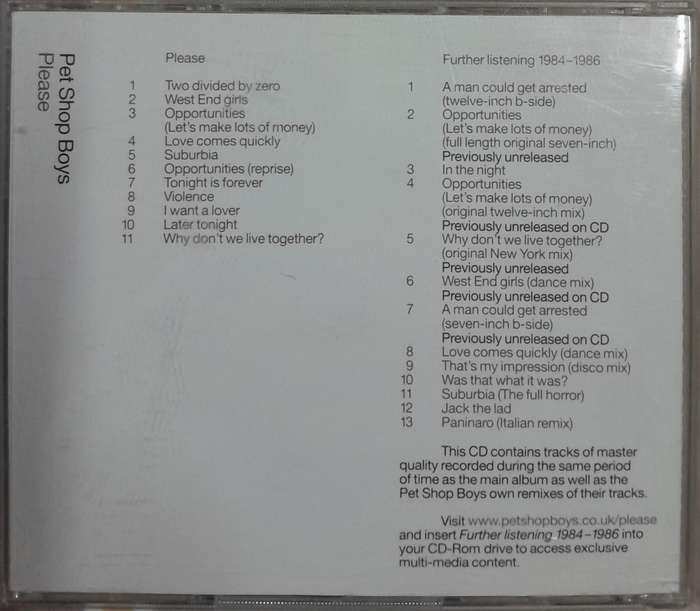 Pet Shop Boys
Please
Please
1 Two divided by zero
2 West End girls
3 Opportunities
(Let's make lots of money)
4 Love comes quickly
5 Suburbia
6 Opportunities (reprise)
7 Tonight is forever
8 Violence
9 I want a lover
10 Later tonight
11 Why don't we live together?
Further listening 1984–1986
1 A man could get arrested
(twelve-inch b-side)
2 Opportunities
(Let's make lots of money)
(full length original seven-inch)
Previously unreleased
3 In the night
4 Opportunities
(Let's make lots of money)
(original twelve-inch mix)
Previously unreleased on CD
5 Why don't we live together?
(original New York mix)
Previously unreleased
6 West End girls (dance mix)
Previously unreleased on CD
7 A man could get arrested
(seven-inch b-side)
Previously unreleased on CD
8 Love comes quickly (dance mix)
9 That's my impression (disco mix)
10 Was that what it was?
11 Suburbia (The full horror)
12 Jack the lad
13 Paninaro (Italian remix)
This CD contains tracks of master
quality recorded during the same period
of time as the main album as well as the
Pet Shop Boys own remixes of their tracks.
Visit www.petshopboys.co.uk/please
and insert Further listening 1984–1986 into
your CD-Rom drive to access exclusive
multi-media content.